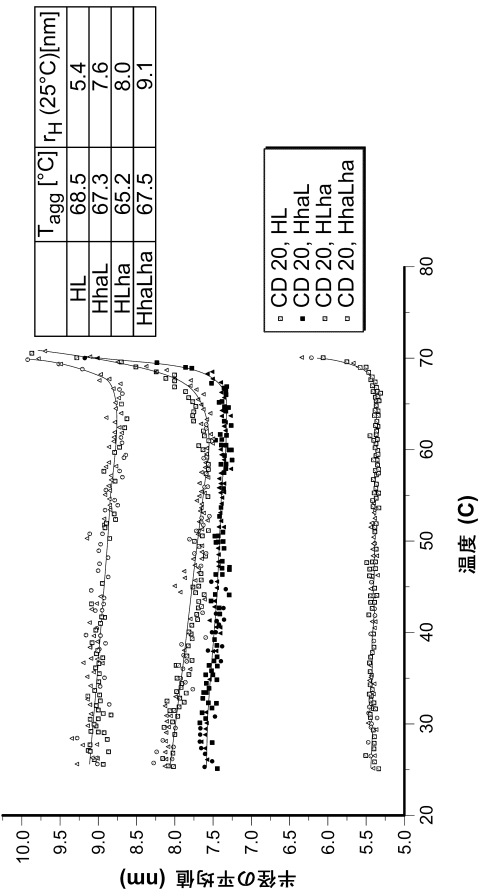 Tagg [°C] rH (25°C)[nm]
HL 68.5 5.4
HhaL 67.3 7.6
HLha 65.2 8.0
HhaLha 67.5 9.1
CD 20, HL
CD 20, HhaL
CD 20, HLha
CD 20, HhaLha
半径の平均値 (nm)
10.0
9.5
9.0
8.5
8.0
7.5
7.0
6.5
6.0
5.5
5.0
20 30 40 50 60 70 80
温度 (C)